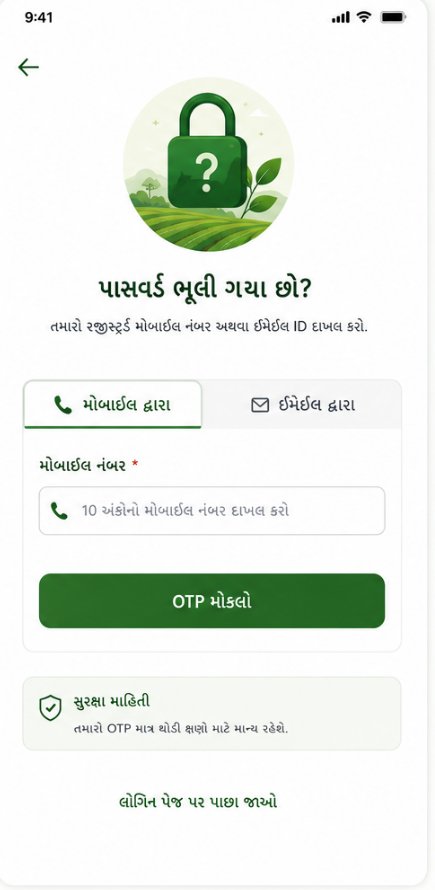 9:41
?
પાસવર્ડ ભૂલી ગયા છો?
તમારો રજીસ્ટ્રર્ડ મોબાઈલ નંબર અથવા ઈમેઈલ ID દાખલ કરો.
મોબાઈલ દ્વારા
ઈમેઈલ દ્વારા
મોબાઈલ નંબર *
10 અંકોનો મોબાઈલ નંબર દાખલ કરો
OTP મોકલો
સુરક્ષા માહિતી
તમારો OTP માત્ર થોડી ક્ષણો માટે માન્ય રહેશે.
લોગિન પેજ પર પાછા જાઓ